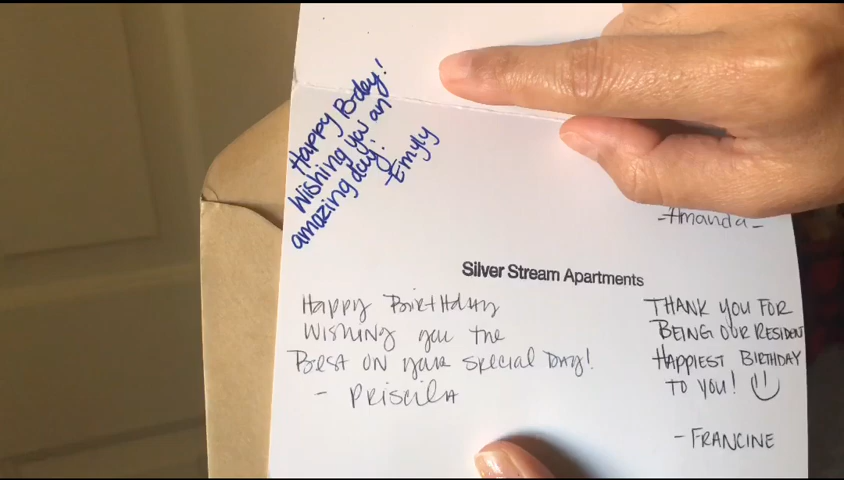 Happy Bday!
Wishing you an
amazing day!
Emyly
-Amanda-
Silver Stream Apartments
Happy Birthday
Wishing you the
Best on your special Day!
- Priscila
THANK YOU FOR
BEING OUR RESIDENT
HAPPIEST BIRTHDAY
TO YOU!
- FRANCINE